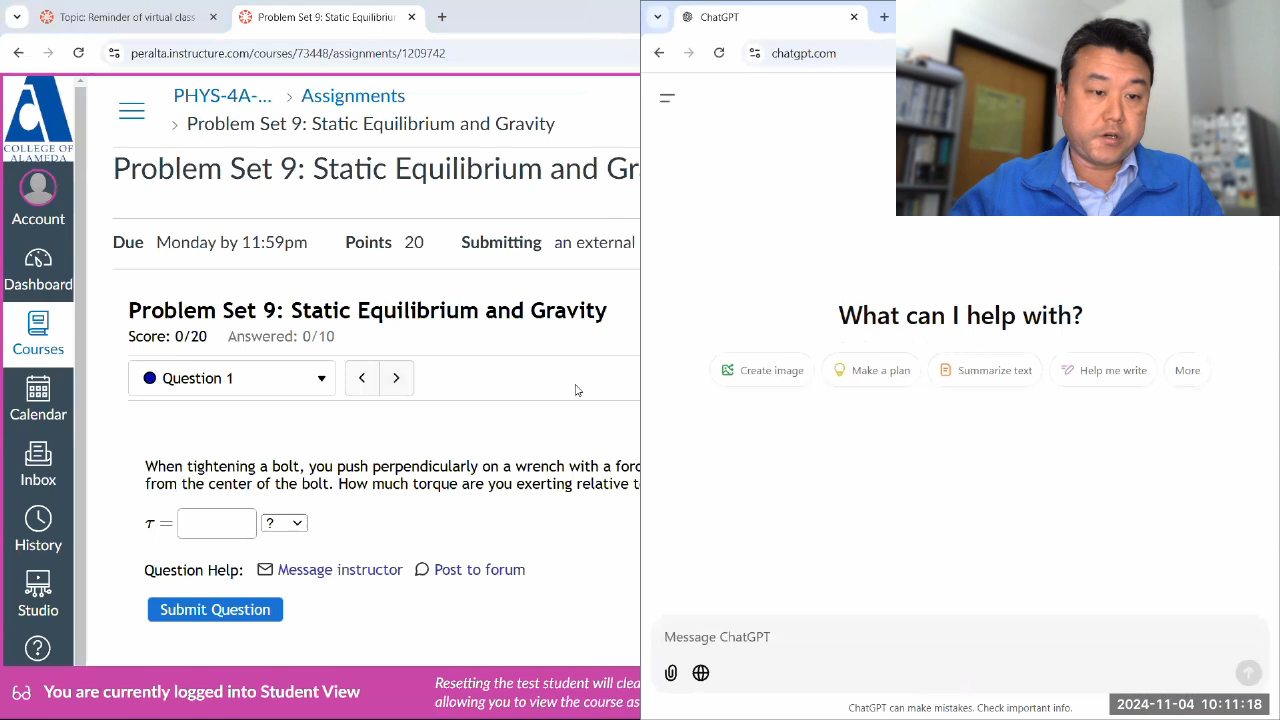 Topic: Reminder of virtual class
Problem Set 9: Static Equilibriur
peralta.instructure.com/courses/73448/assignments/1209742
COLLEGE OF
ALAMEDA
Account
Dashboard
Courses
Calendar
Inbox
History
Studio
PHYS-4A-... > Assignments
> Problem Set 9: Static Equilibrium and Gravity
Problem Set 9: Static Equilibrium and Gr
Due Monday by 11:59pm Points 20 Submitting an external
Problem Set 9: Static Equilibrium and Gravity
Score: 0/20 Answered: 0/10
Question 1
When tightening a bolt, you push perpendicularly on a wrench with a forc
from the center of the bolt. How much torque are you exerting relative t
τ = ?
Question Help: Message instructor Post to forum
Submit Question
You are currently logged into Student View
Resetting the test student will clea
allowing you to view the course as
ChatGPT
chatgpt.com
What can I help with?
Create image Make a plan Summarize text Help me write More
Message ChatGPT
ChatGPT can make mistakes. Check important info.
2024-11-04 10:11:18